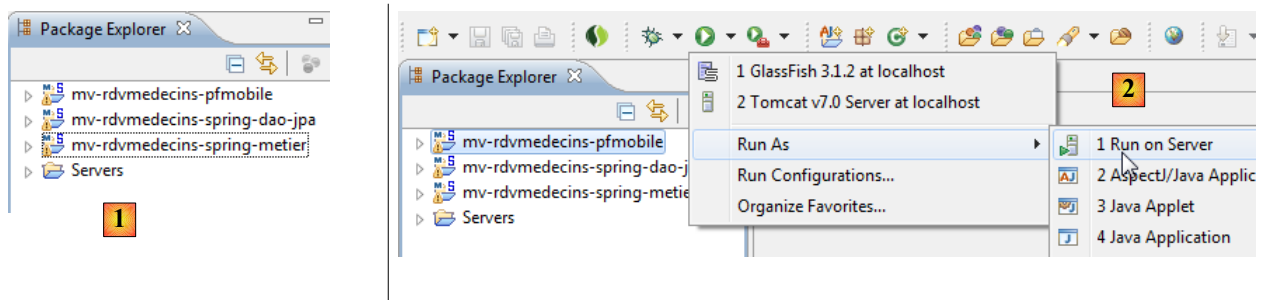 Package Explorer
mv-rdvmedecins-pfmobile
mv-rdvmedecins-spring-dao-jpa
mv-rdvmedecins-spring-metier
Servers
1
Package Explorer
mv-rdvmedecins-pfmobile
mv-rdvmedecins-spring-dao-j
mv-rdvmedecins-spring-metie
Servers
1 GlassFish 3.1.2 at localhost
2 Tomcat v7.0 Server at localhost
Run As
Run Configurations...
Organize Favorites...
2
1 Run on Server
2 AspectJ/Java Applic
3 Java Applet
4 Java Application